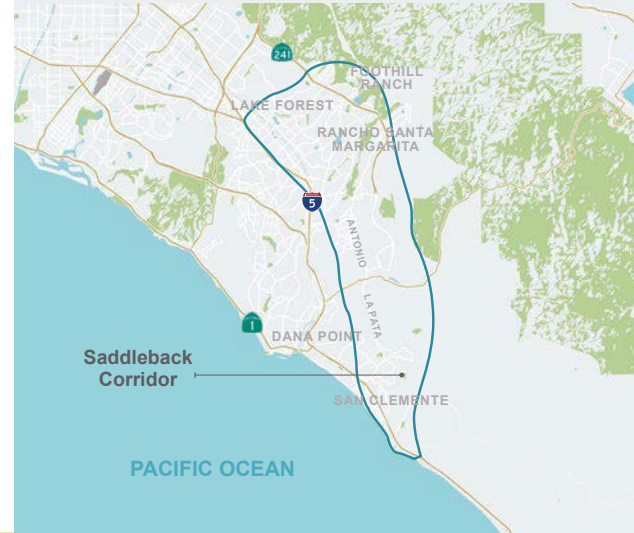 241
FOOTHILL
RANCH
LAKE FOREST
RANCHO SANTA
MARGARITA
5
ANTONIO
LA PATA
1
DANA POINT
Saddleback
Corridor
SAN CLEMENTE
PACIFIC OCEAN